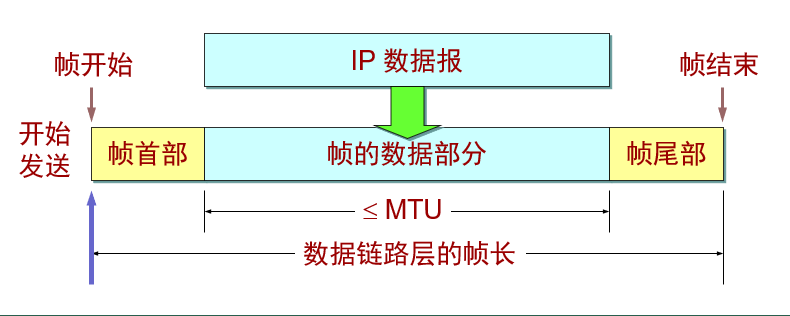 IP 数据报
帧开始
帧结束
开始
发送
帧首部
帧的数据部分
帧尾部
≤ MTU
数据链路层的帧长